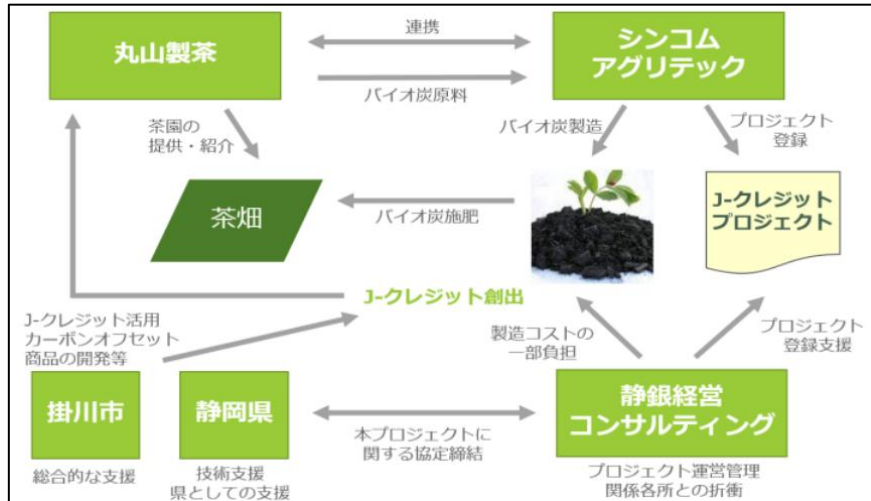 丸山製茶
連携
シンコム
アグリテック
バイオ炭原料
茶園の
提供・紹介
バイオ炭製造
プロジェクト
登録
茶畑
バイオ炭施肥
J-クレジット
プロジェクト
J-クレジット創出
J-クレジット活用
カーボンオフセット
商品の開発等
製造コストの
一部負担
プロジェクト
登録支援
掛川市
静岡県
本プロジェクトに
関する協定締結
静銀経営
コンサルティング
総合的な支援
技術支援
県としての支援
プロジェクト運営管理
関係各所との折衝